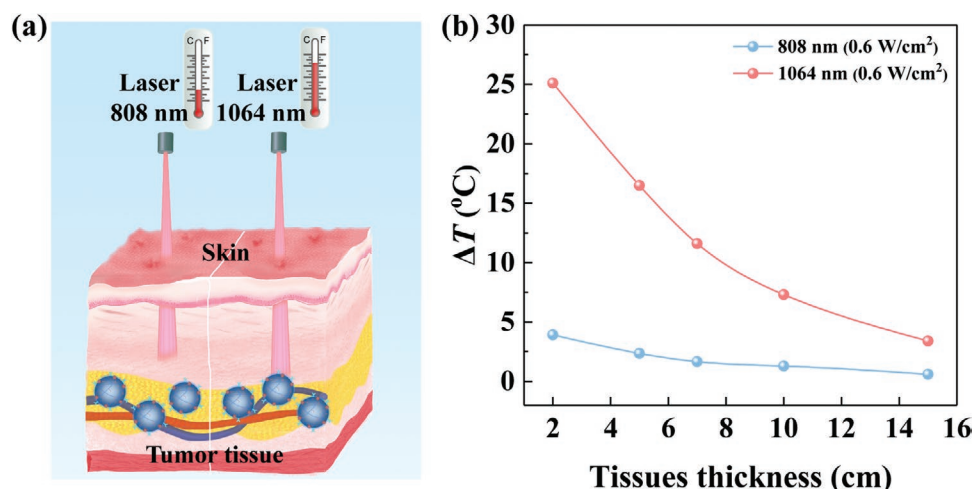 (a)
C F
C F
Laser
808 nm
Laser
1064 nm
Skin
Tumor tissue
(b)
808 nm (0.6 W/cm²)
1064 nm (0.6 W/cm²)
ΔT (°C)
30
25
20
15
10
5
0
2 4 6 8 10 12 14 16
Tissues thickness (cm)